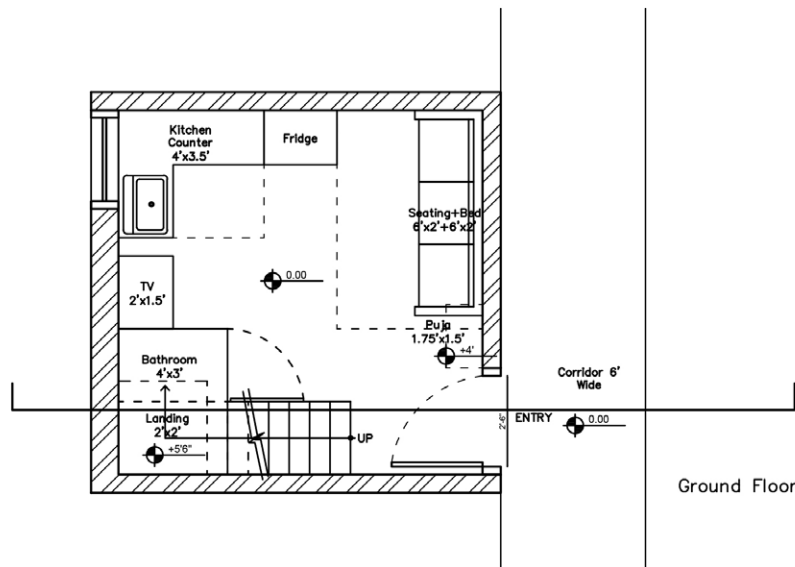 Kitchen
Counter
4'x3.5'
Fridge
Seating+Bed
6'x2'+6'x2'
0.00
TV
2'x1.5'
Puja
1.75'x1.5'
+4'
Bathroom
4'x3'
Corridor 6'
Wide
Landing
2'x2'
+5'6"
UP
2'-6"
ENTRY
0.00
Ground Floor